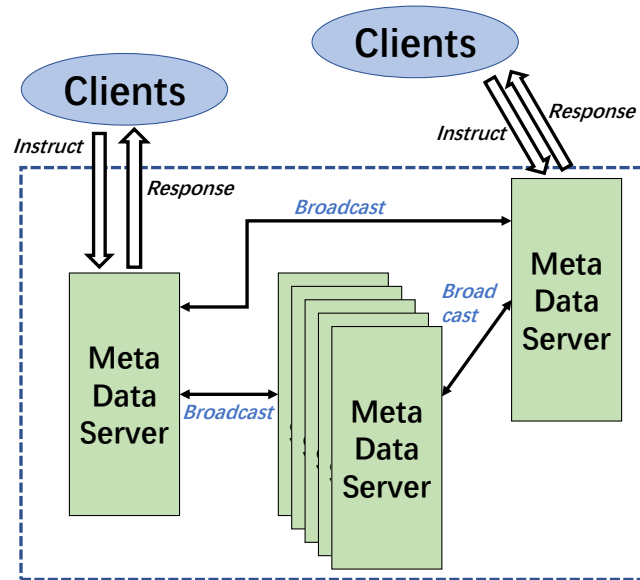 Clients
Clients
Instruct
Response
Instruct
Response
Broadcast
Meta
Data
Server
Broad
cast
Meta
Data
Server
Broadcast
Meta
Data
Server